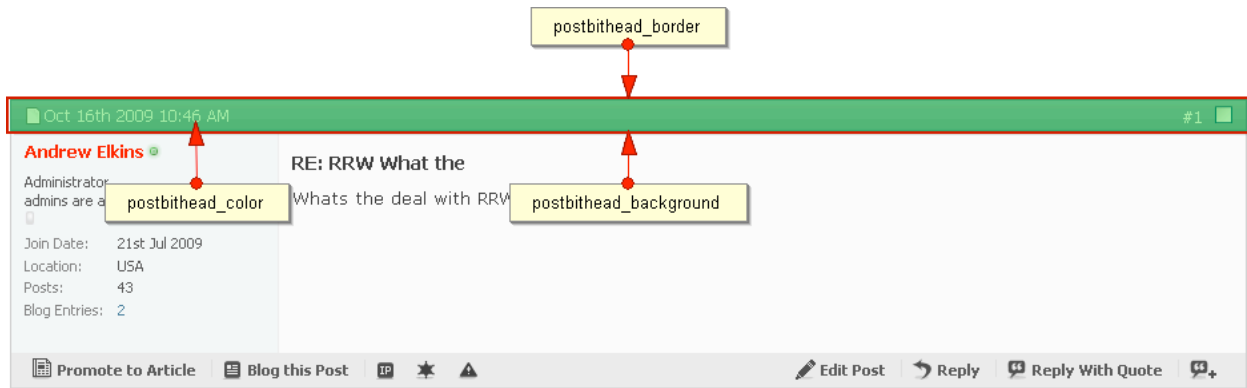 postbithead_border
Oct 16th 2009 10:46 AM #1
Andrew Elkins
RE: RRW What the
Administrator
admins are a
Whats the deal with RRW
postbithead_color
postbithead_background
Join Date: 21st Jul 2009
Location: USA
Posts: 43
Blog Entries: 2
Promote to Article Blog this Post IP Edit Post Reply Reply With Quote